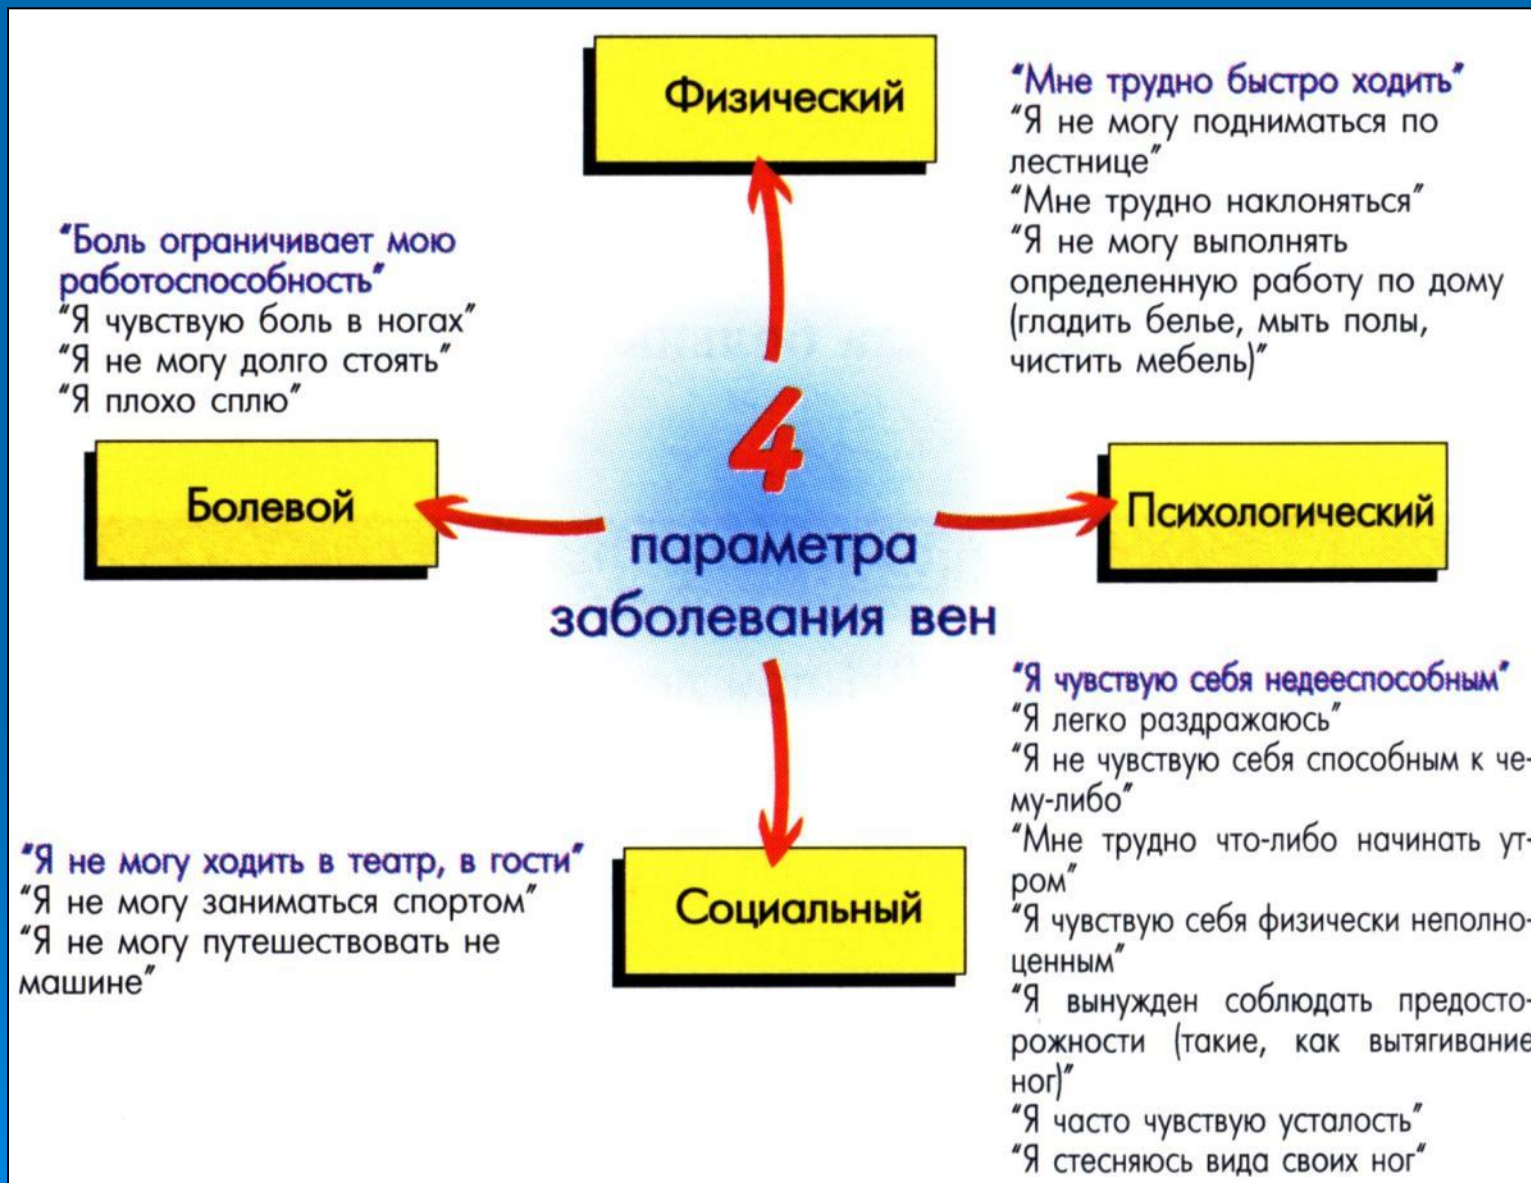 Физический
"Мне трудно быстро ходить"
"Я не могу подниматься по
лестнице"
"Мне трудно наклоняться"
"Я не могу выполнять
определенную работу по дому
(гладить белье, мыть полы,
чистить мебель)"
"Боль ограничивает мою
работоспособность"
"Я чувствую боль в ногах"
"Я не могу долго стоять"
"Я плохо сплю"
Болевой
4
параметра
заболевания вен
Психологический
"Я чувствую себя недееспособным"
"Я легко раздражаюсь"
"Я не чувствую себя способным к че-
му-либо"
"Мне трудно что-либо начинать ут-
ром"
"Я чувствую себя физически неполно-
ценным"
"Я вынужден соблюдать предосто-
рожности (такие, как вытягивание
ног)"
"Я часто чувствую усталость"
"Я стесняюсь вида своих ног"
"Я не могу ходить в театр, в гости"
"Я не могу заниматься спортом"
"Я не могу путешествовать не
машине"
Социальный